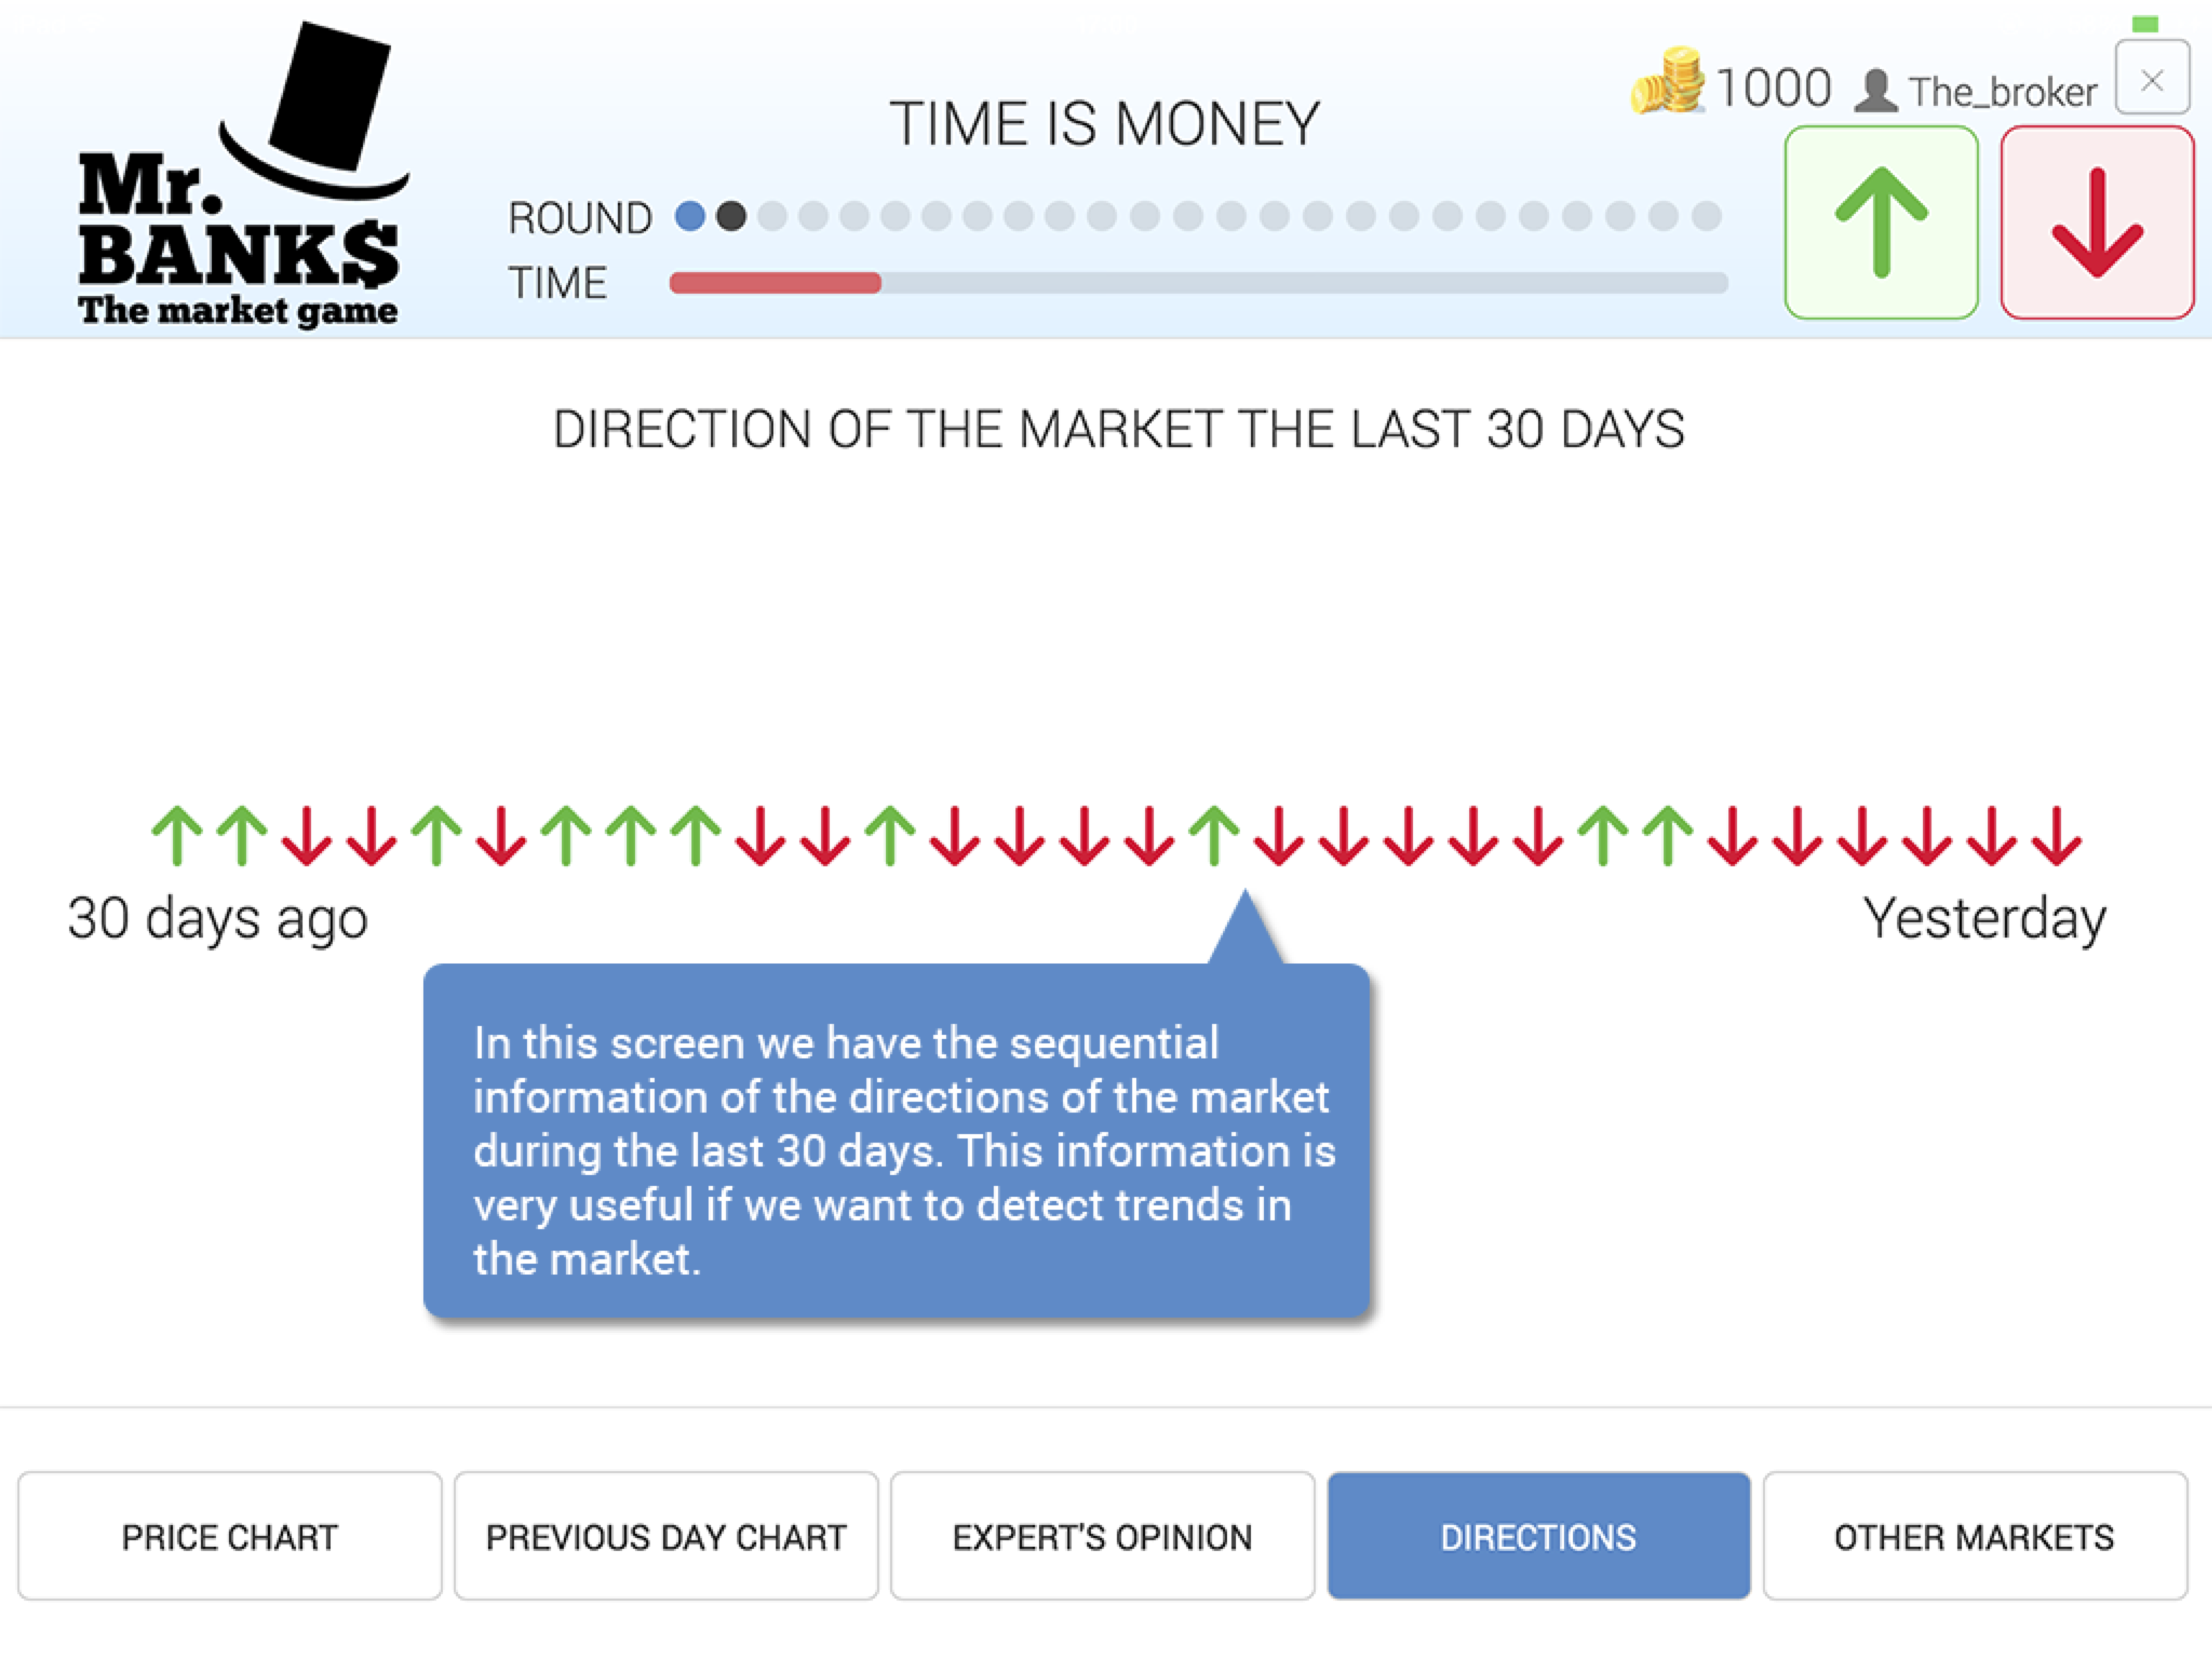 Mr.
BANK$
The market game
TIME IS MONEY
1000
The_broker
ROUND
TIME
DIRECTION OF THE MARKET THE LAST 30 DAYS
30 days ago
Yesterday
In this screen we have the sequential
information of the directions of the market
during the last 30 days. This information is
very useful if we want to detect trends in
the market.
PRICE CHART
PREVIOUS DAY CHART
EXPERT'S OPINION
DIRECTIONS
OTHER MARKETS